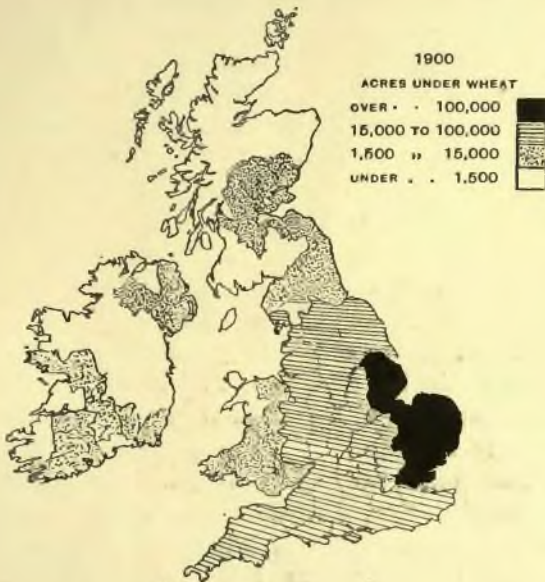 1900
ACRES UNDER WHEAT
OVER · · 100,000
15,000 TO 100,000
1,500 „ 15,000
UNDER . . 1,500